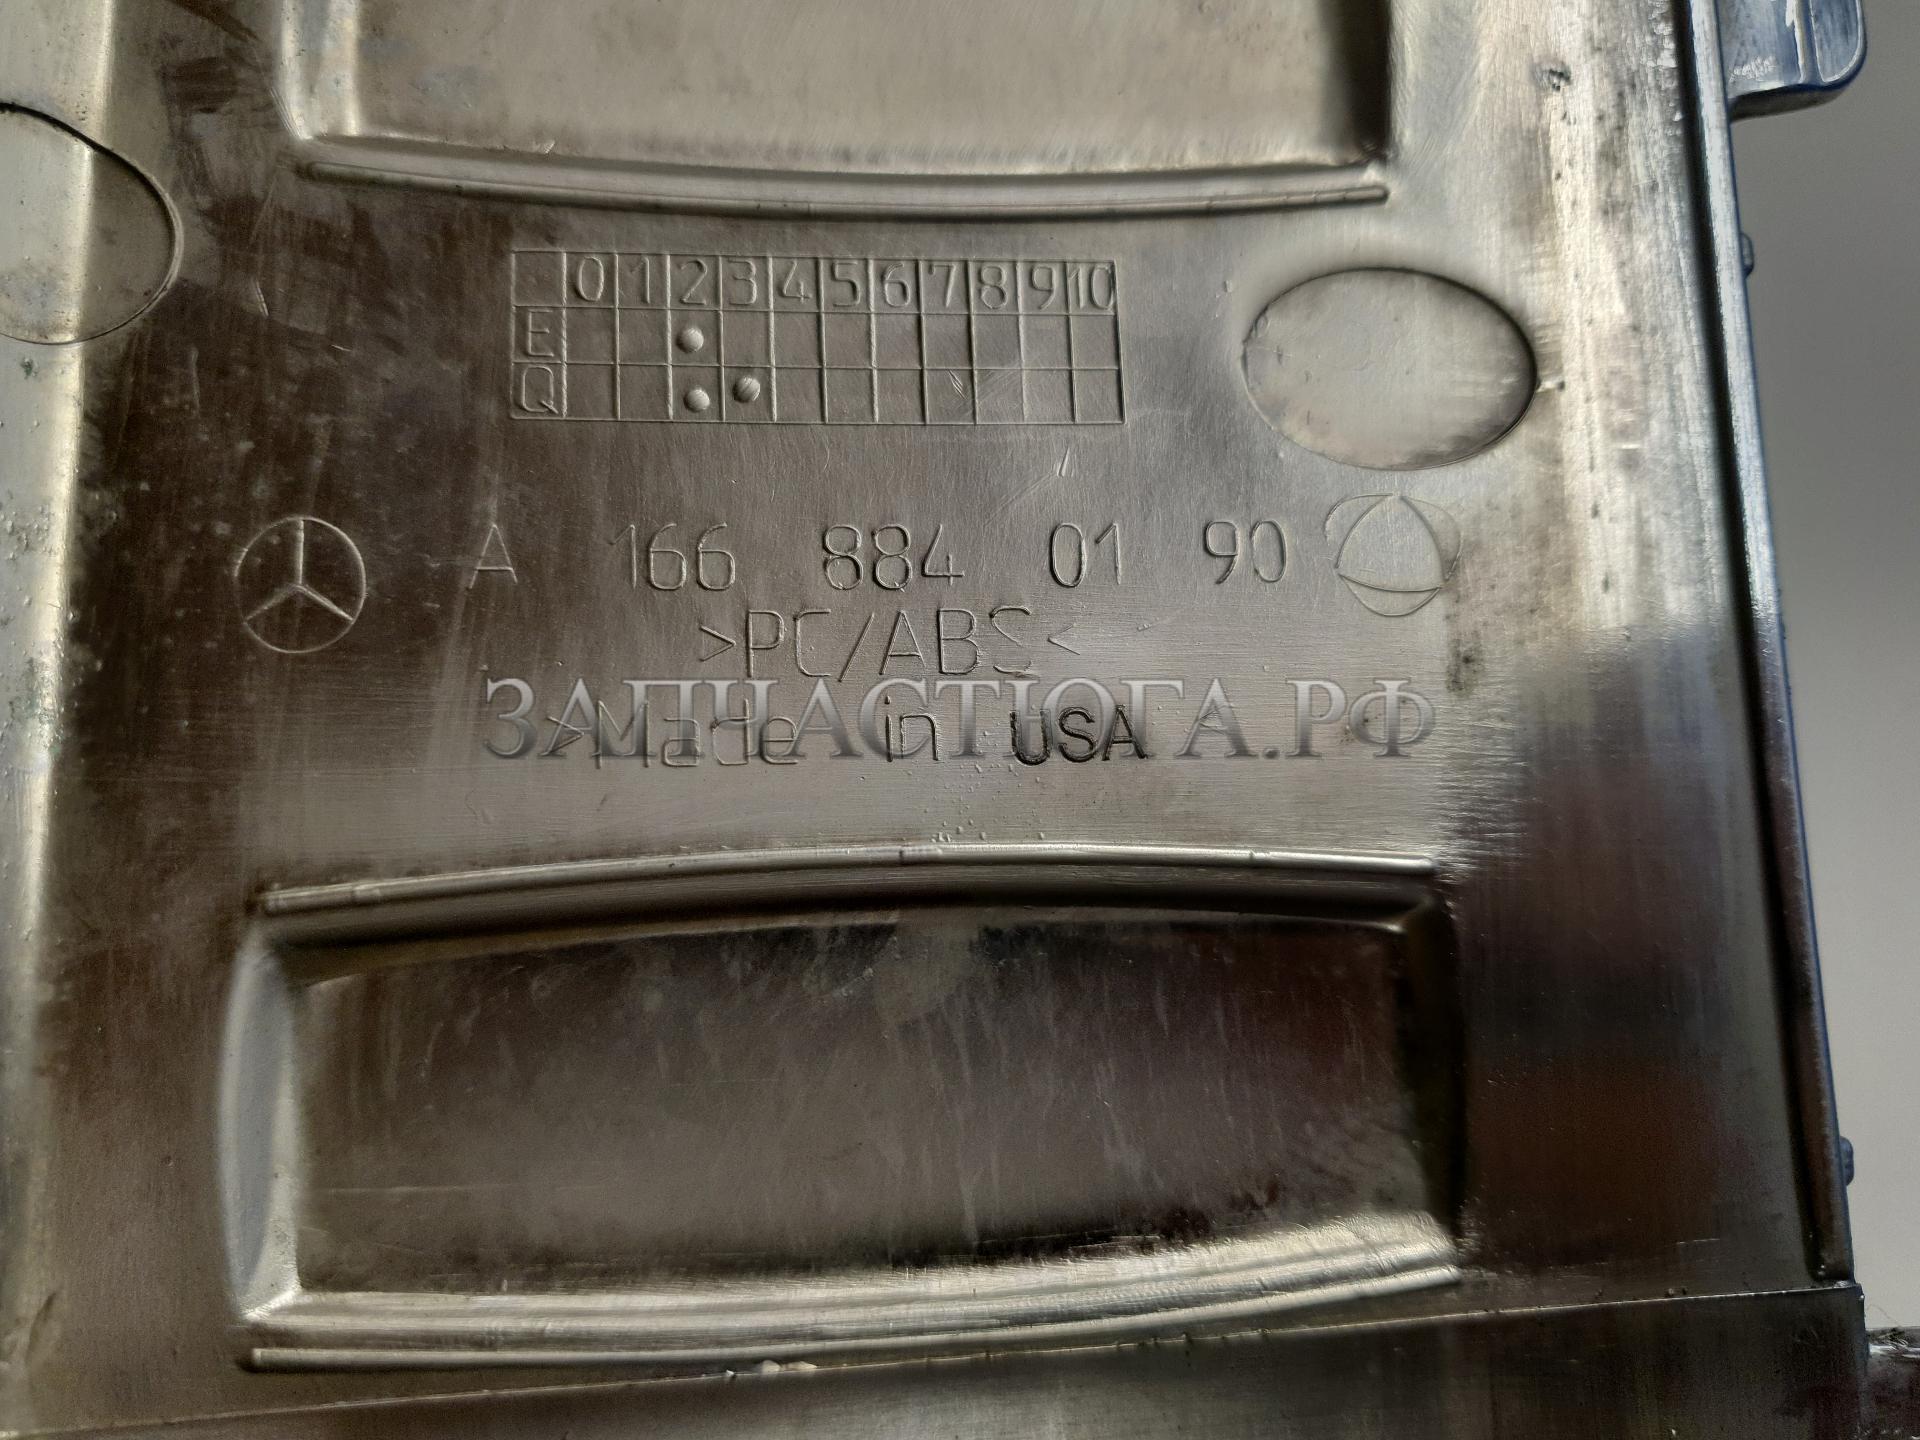 0 1 2 3 4 5 6 7 8 9 10
E
Q
A 166 884 01 90
>PC/ABS<
ЗАПЧАСТЮГА.РФ
>Made in USA